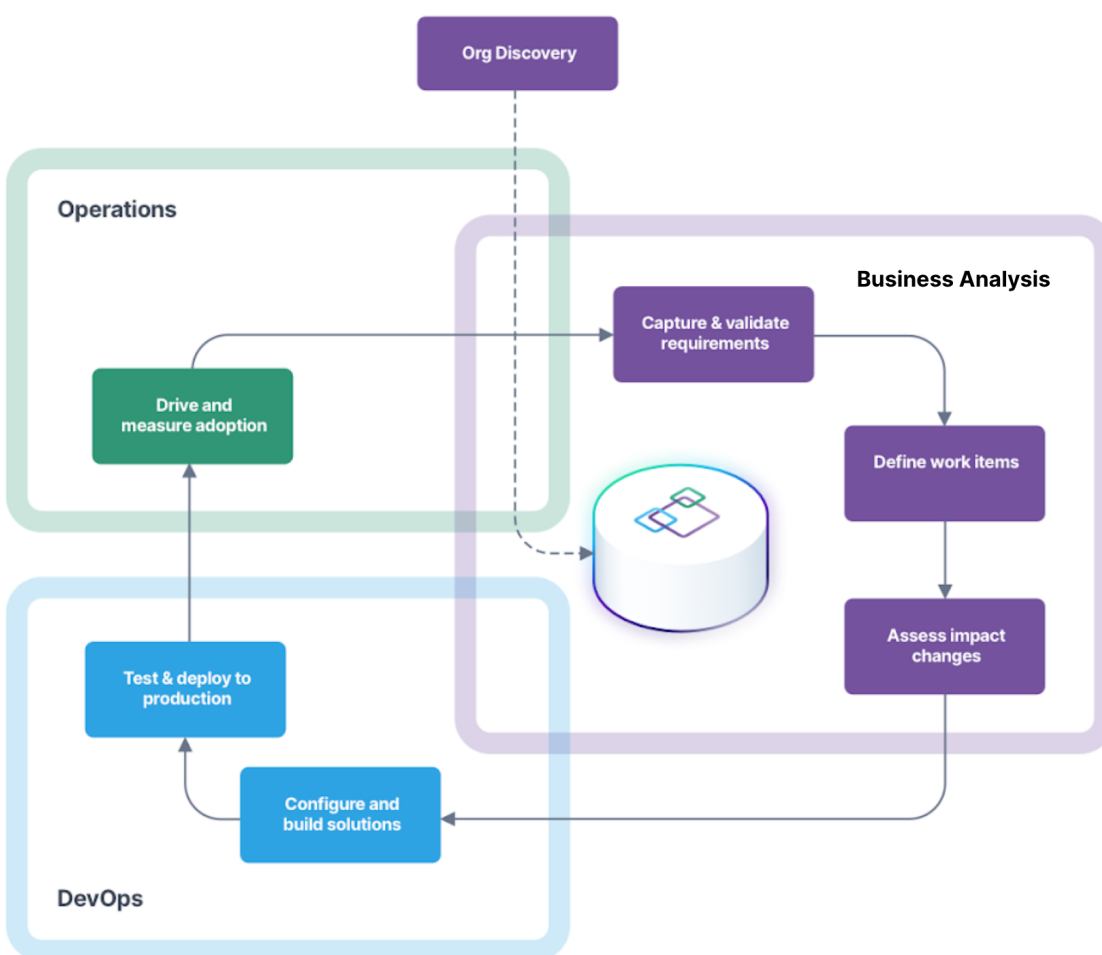 Org Discovery
Operations
Business Analysis
Capture & validate
requirements
Drive and
measure adoption
Define work items
Assess impact
changes
Test & deploy to
production
Configure and
build solutions
DevOps